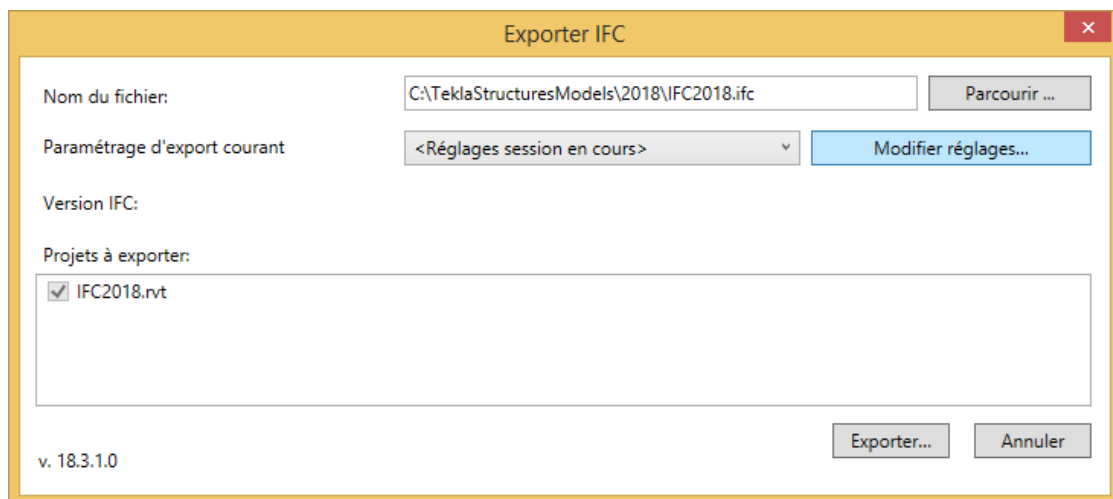 Exporter IFC
Nom du fichier: C:\TeklaStructuresModels\2018\IFC2018.ifc Parcourir ...
Paramétrage d'export courant <Réglages session en cours> Modifier réglages...
Version IFC:
Projets à exporter:
IFC2018.rvt
Exporter... Annuler
v. 18.3.1.0